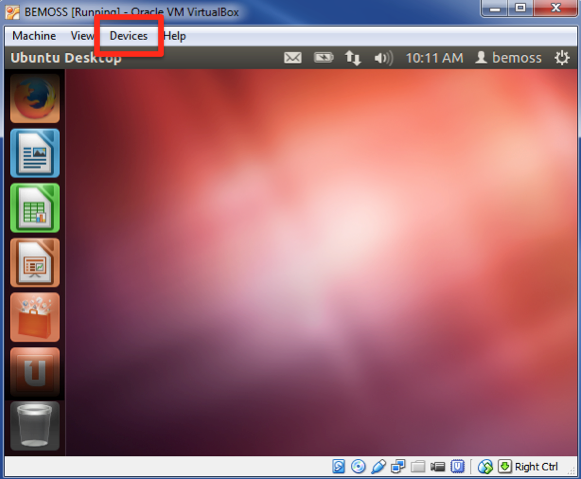 BEMOSS [Running] - Oracle VM VirtualBox
Machine View Devices Help
Ubuntu Desktop 10:11 AM bemoss
U
Right Ctrl